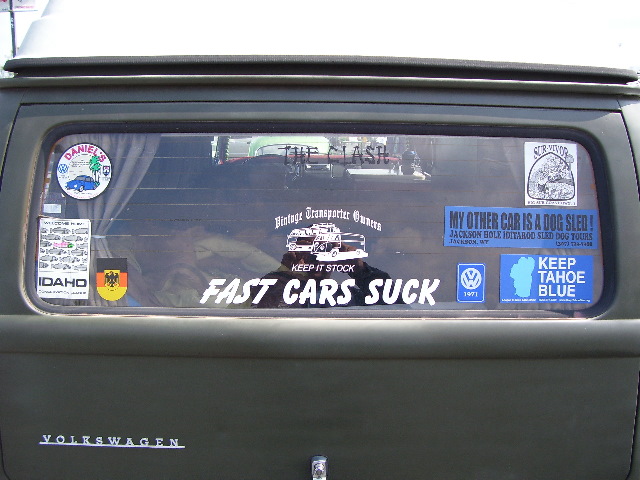 THE CLASH
DANIEL'S
SURVIVOR
Vintage Transporter Owners
KEEP IT STOCK
FAST CARS SUCK
MY OTHER CAR IS A DOG SLED!
JACKSON HOLE IDITAROD SLED DOG TOURS
JACKSON, WY
IDAHO
1971
KEEP
TAHOE
BLUE
VOLKSWAGEN